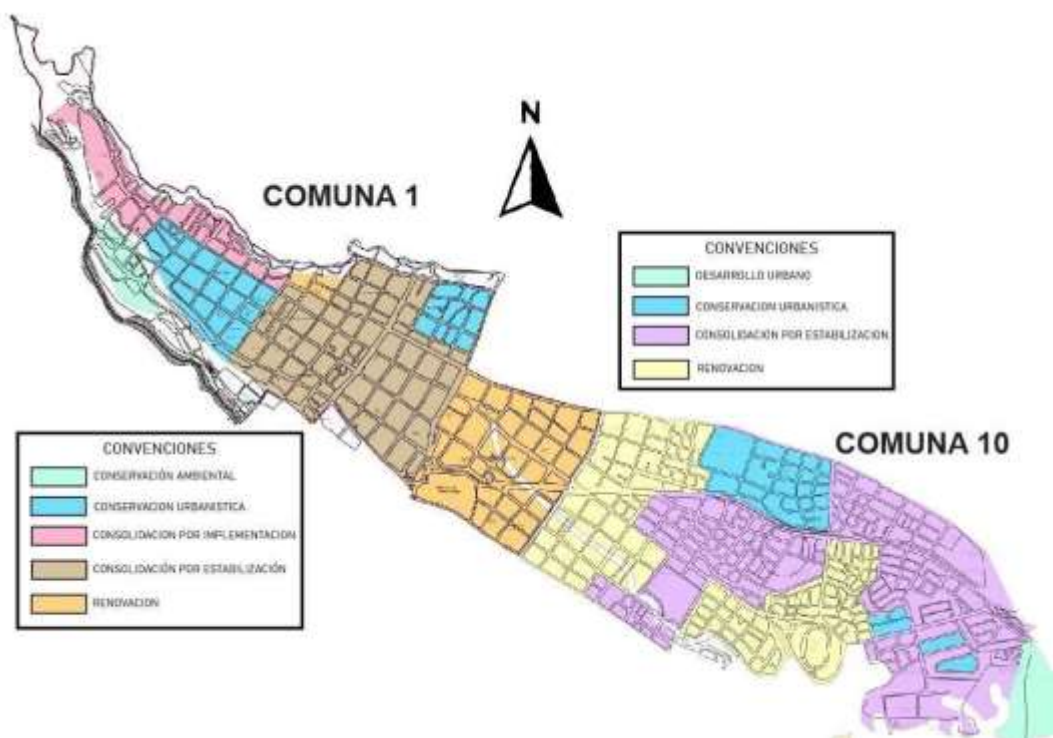 N
COMUNA 1
CONVENCIONES
DESARROLLO URBANO
CONSERVACION URBANISTICA
CONSOLIDACION POR ESTABILIZACION
RENOVACION
COMUNA 10
CONVENCIONES
CONSERVACIÓN AMBIENTAL
CONSERVACION URBANISTICA
CONSOLIDACION POR IMPLEMENTACION
CONSOLIDACIÓN POR ESTABILIZACIÓN
RENOVACION